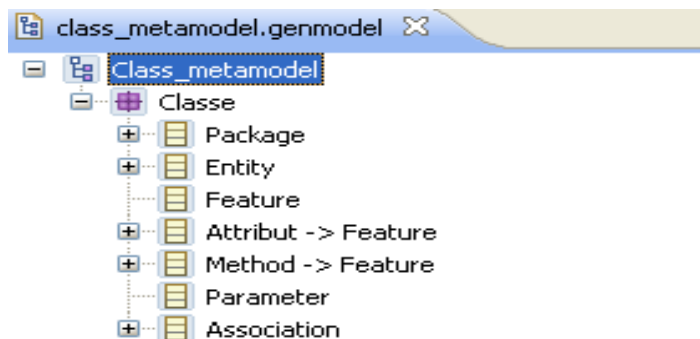 class_metamodel.genmodel
Class_metamodel
Classe
Package
Entity
Feature
Attribut -> Feature
Method -> Feature
Parameter
Association